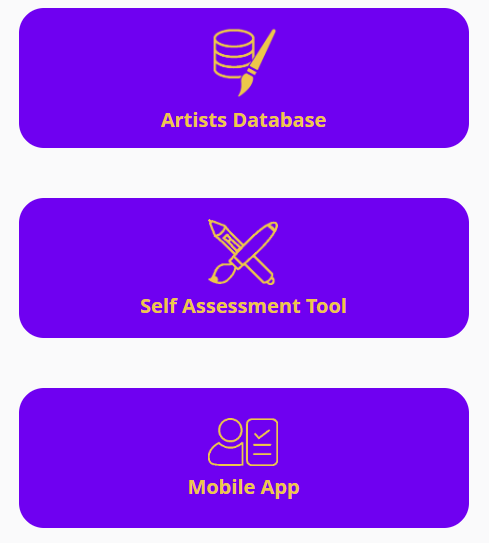 Artists Database
Self Assessment Tool
Mobile App